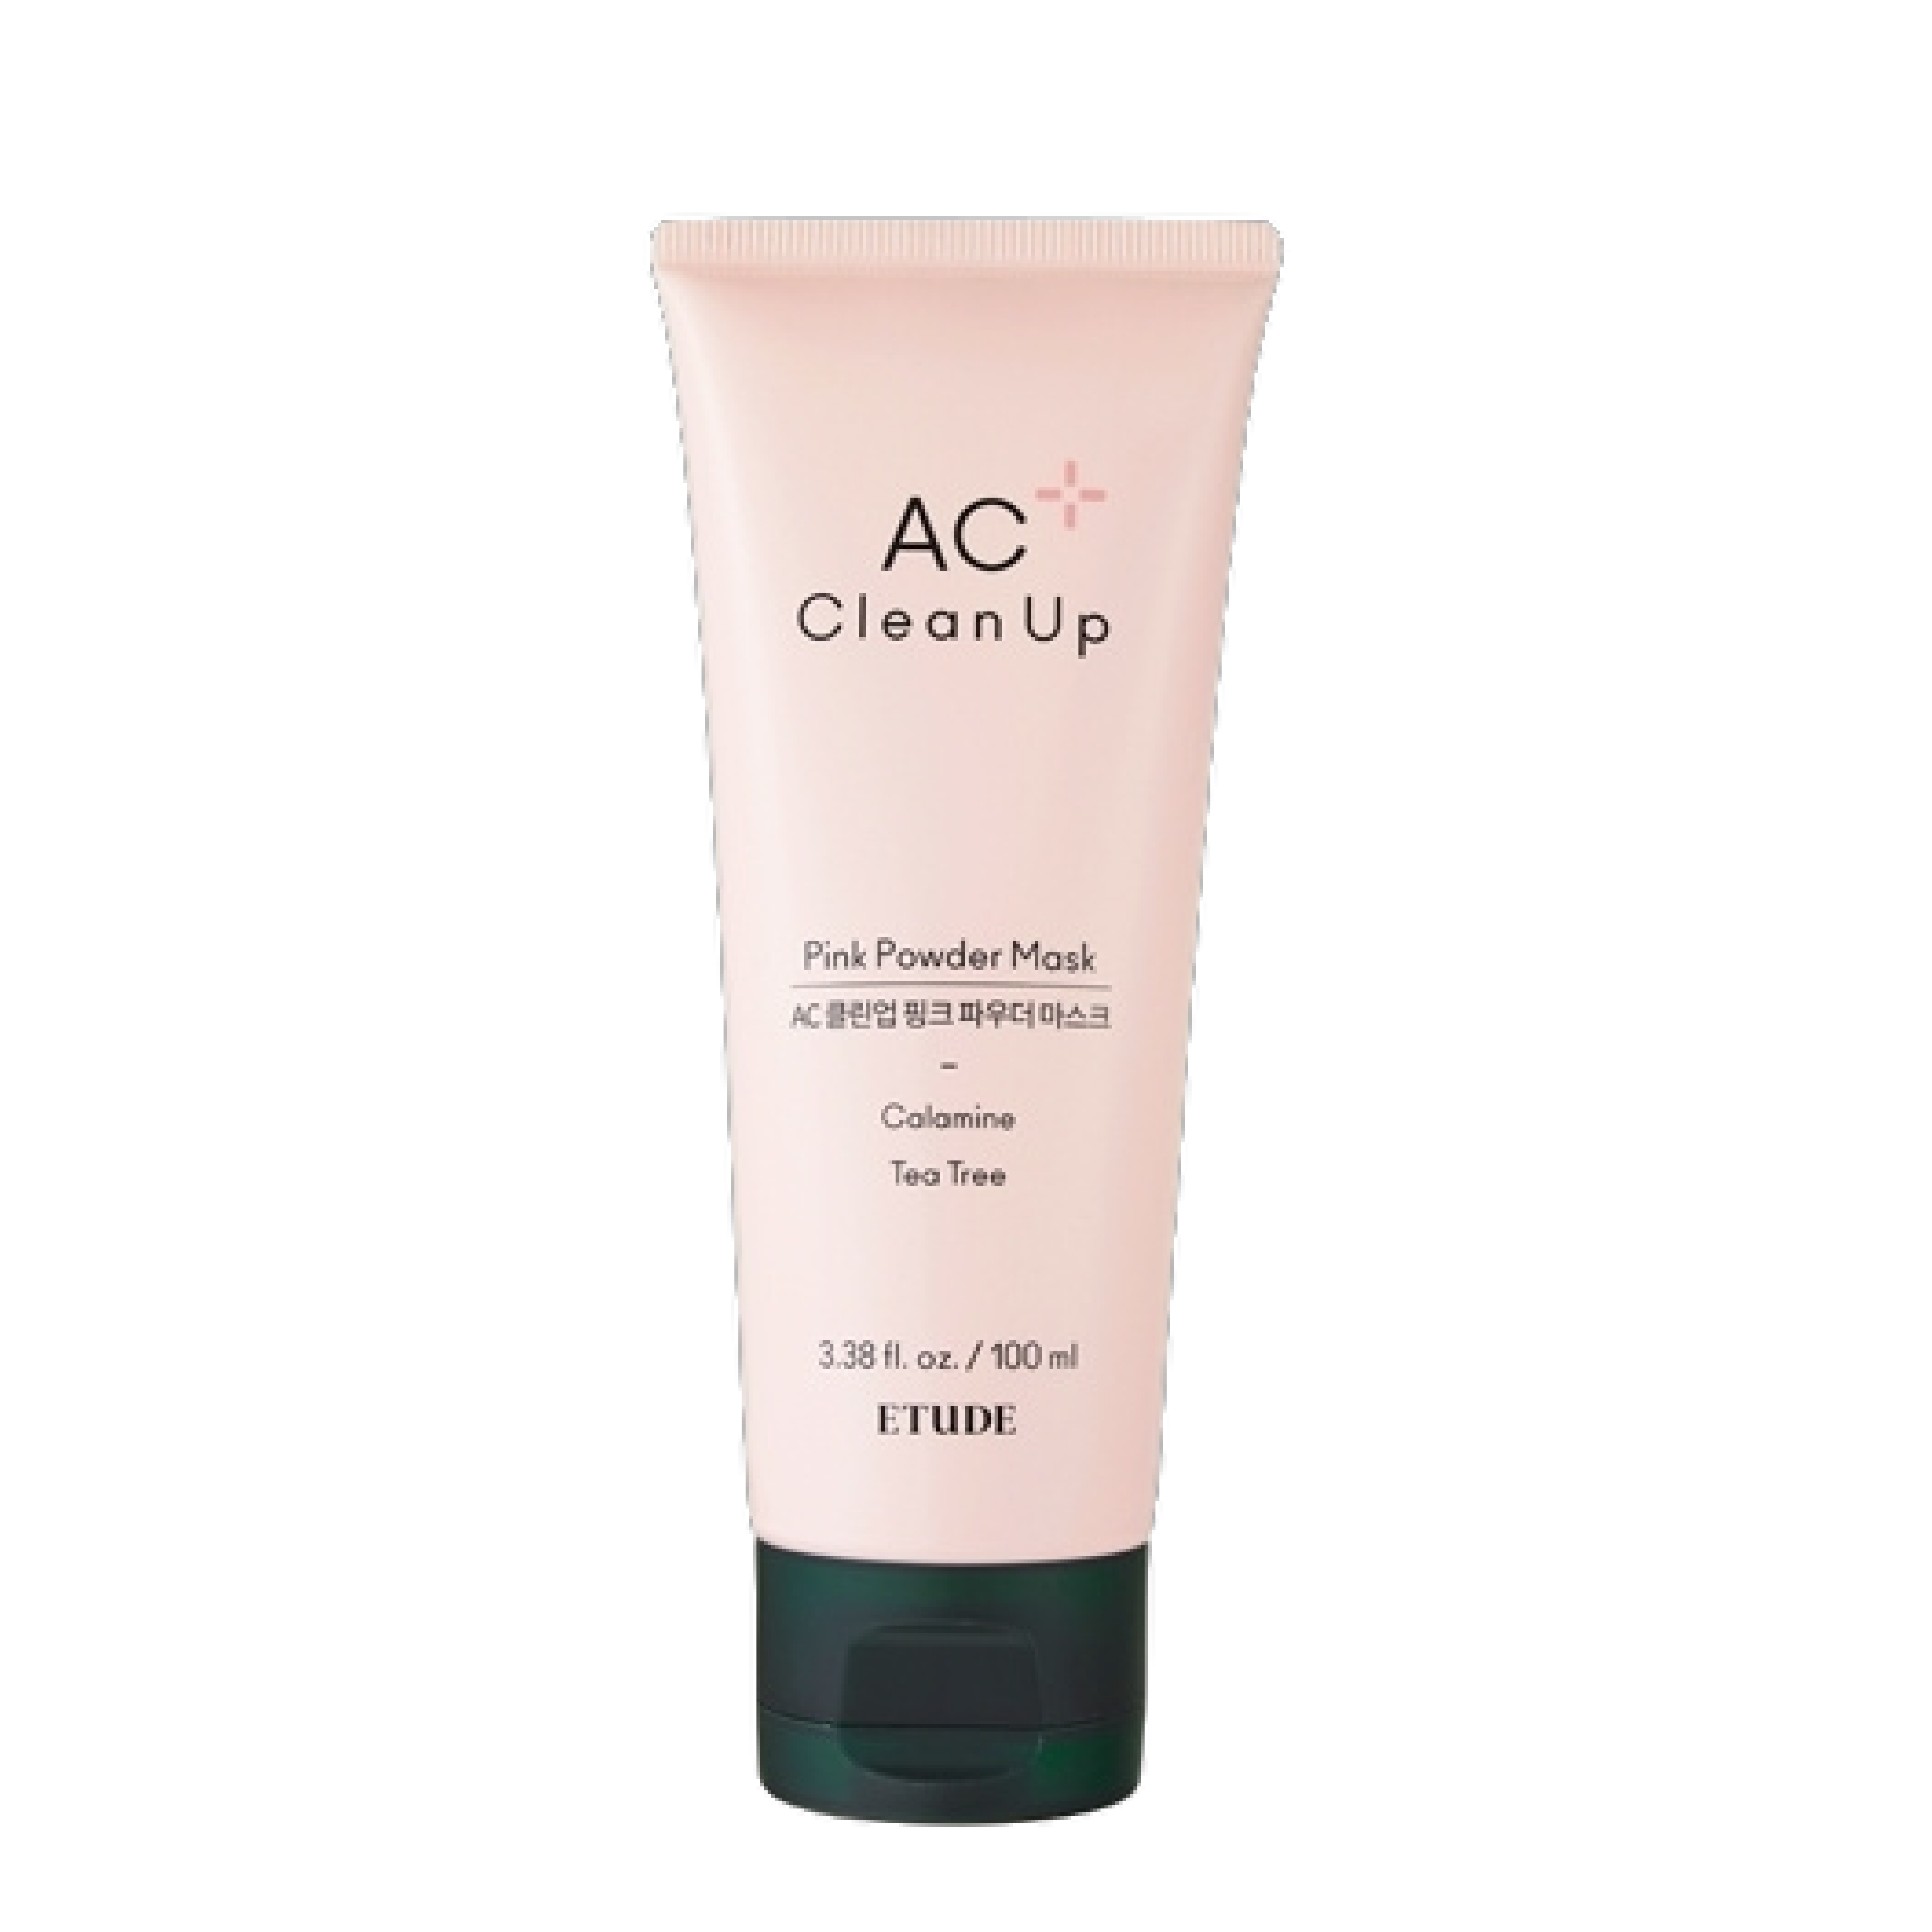 AC
Clean Up
Pink Powder Mask
AC 클린업 핑크 파우더 마스크
-
Calamine
Tea Tree
3.38 fl. oz. / 100 ml
ETUDE